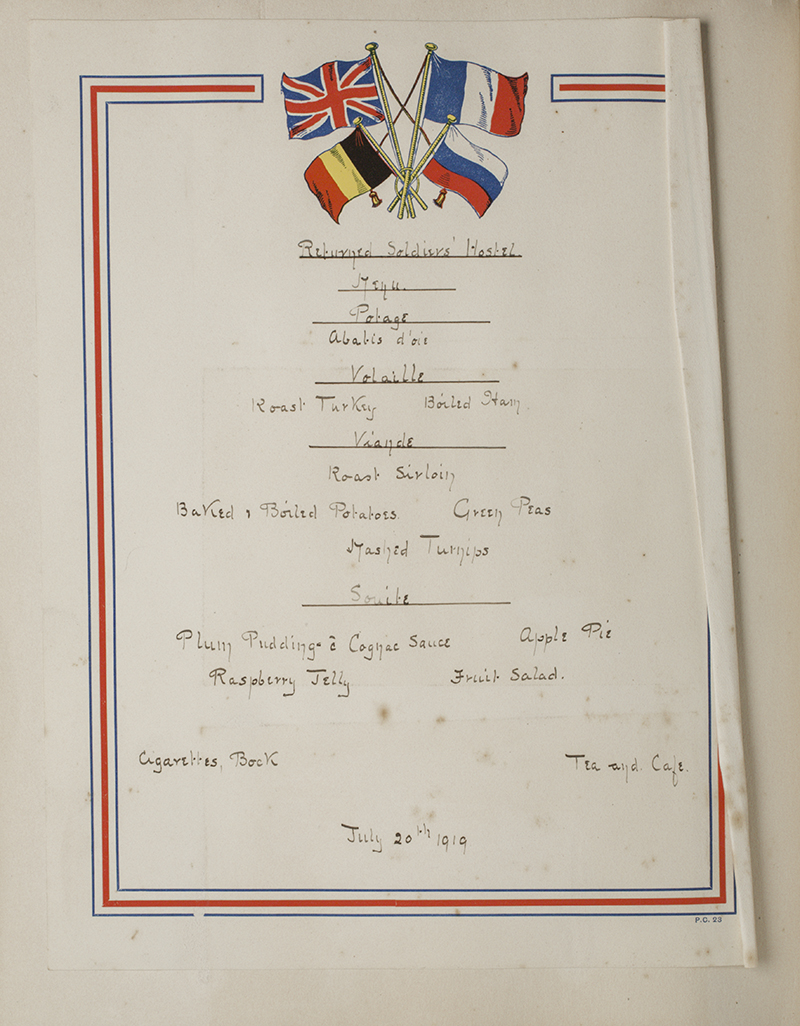 Returned Soldiers' Hostel
Menu.
Potage
Abatis d'oie
Volaille
Roast Turkey Boiled Ham.
Viande
Roast Sirloin
Baked & Boiled Potatoes. Green Peas
Mashed Turnips
Souite
Plum Pudding - c̄ Cognac Sauce Apple Pie
Raspberry Jelly Fruit Salad.
Cigarettes, Bock Tea and Cafe.
July 20th 1919
P.C. 23